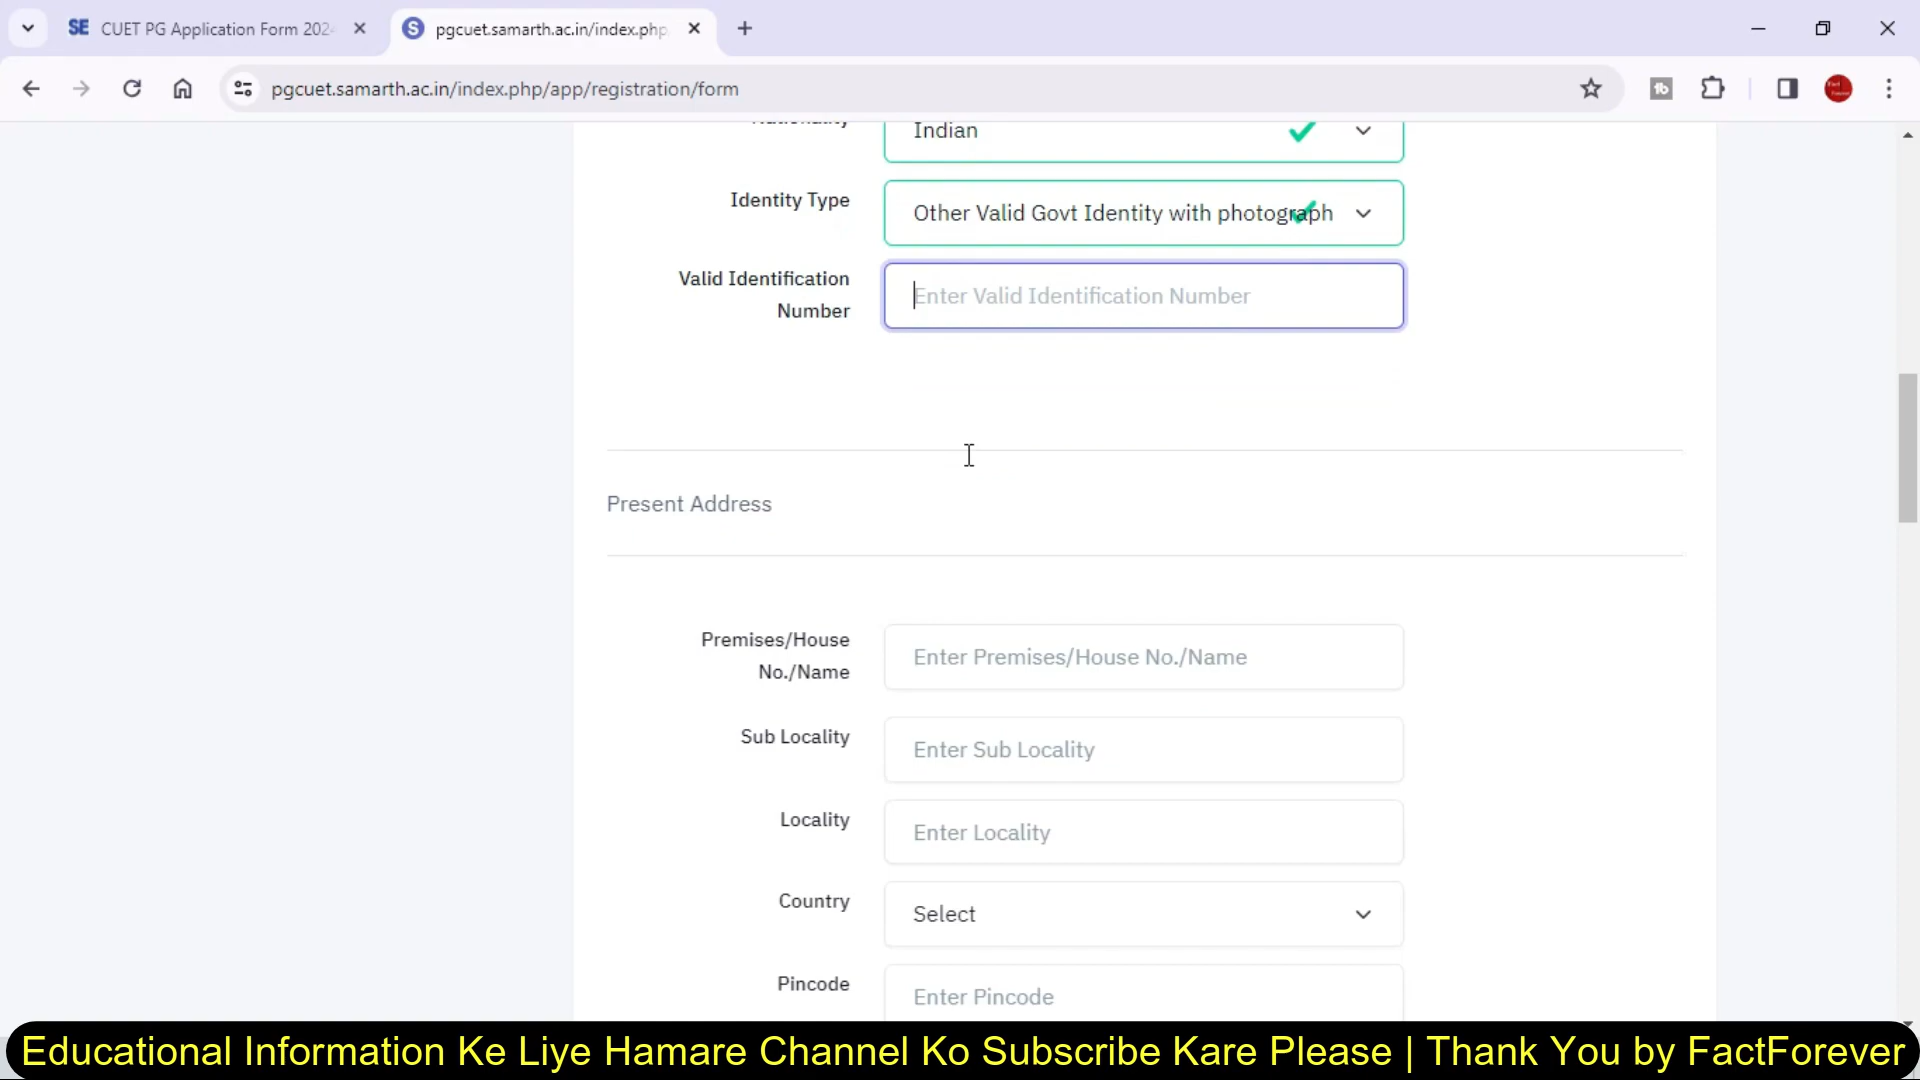 SE CUET PG Application Form 202
S pgcuet.samarth.ac.in/index.php
pgcuet.samarth.ac.in/index.php/app/registration/form
Nationality
Indian
Identity Type
Other Valid Govt Identity with photograph
Valid Identification
Number
Enter Valid Identification Number
Present Address
Premises/House
No./Name
Enter Premises/House No./Name
Sub Locality
Enter Sub Locality
Locality
Enter Locality
Country
Select
Pincode
Enter Pincode
Educational Information Ke Liye Hamare Channel Ko Subscribe Kare Please | Thank You by FactForever